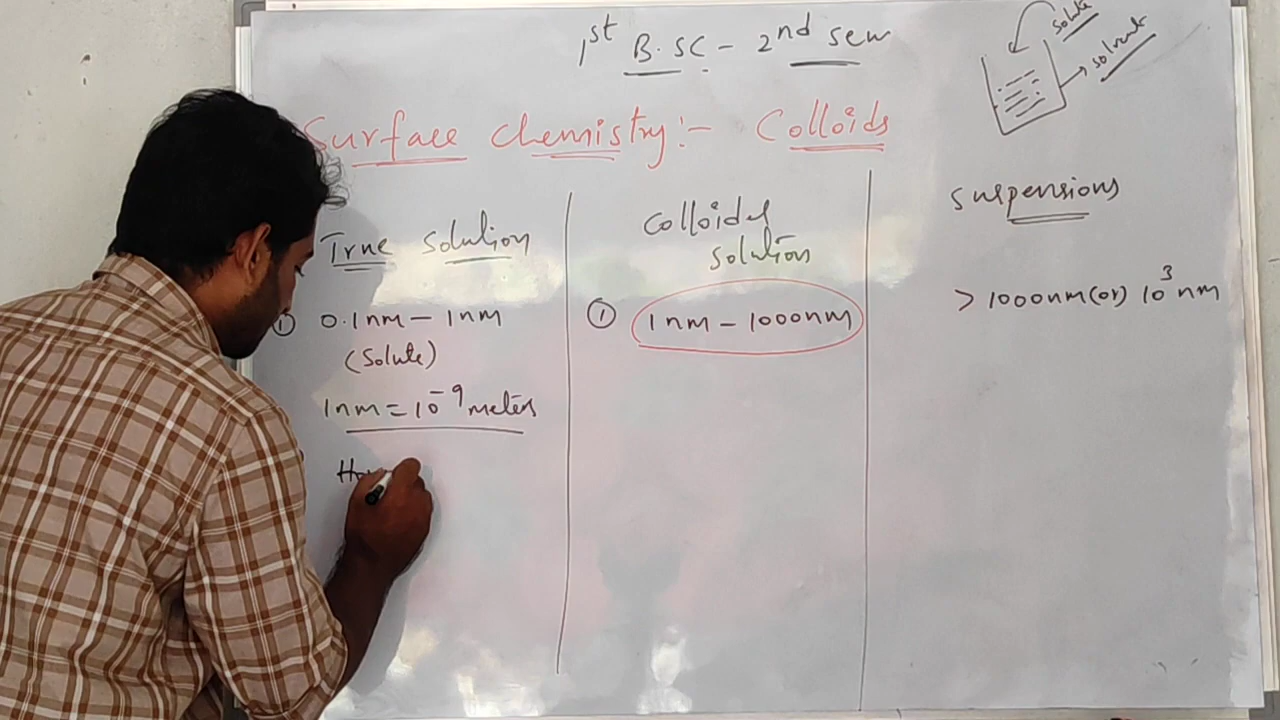 1st B.SC - 2nd sem
solute
solvent
Surface chemistry:- Colloids
True solution
① 0.1nm - 1nm
(solute)
1nm = 10⁻⁹ meters
Colloidal
solution
① 1nm - 1000nm
suspensions
> 1000nm (or) 10³ nm